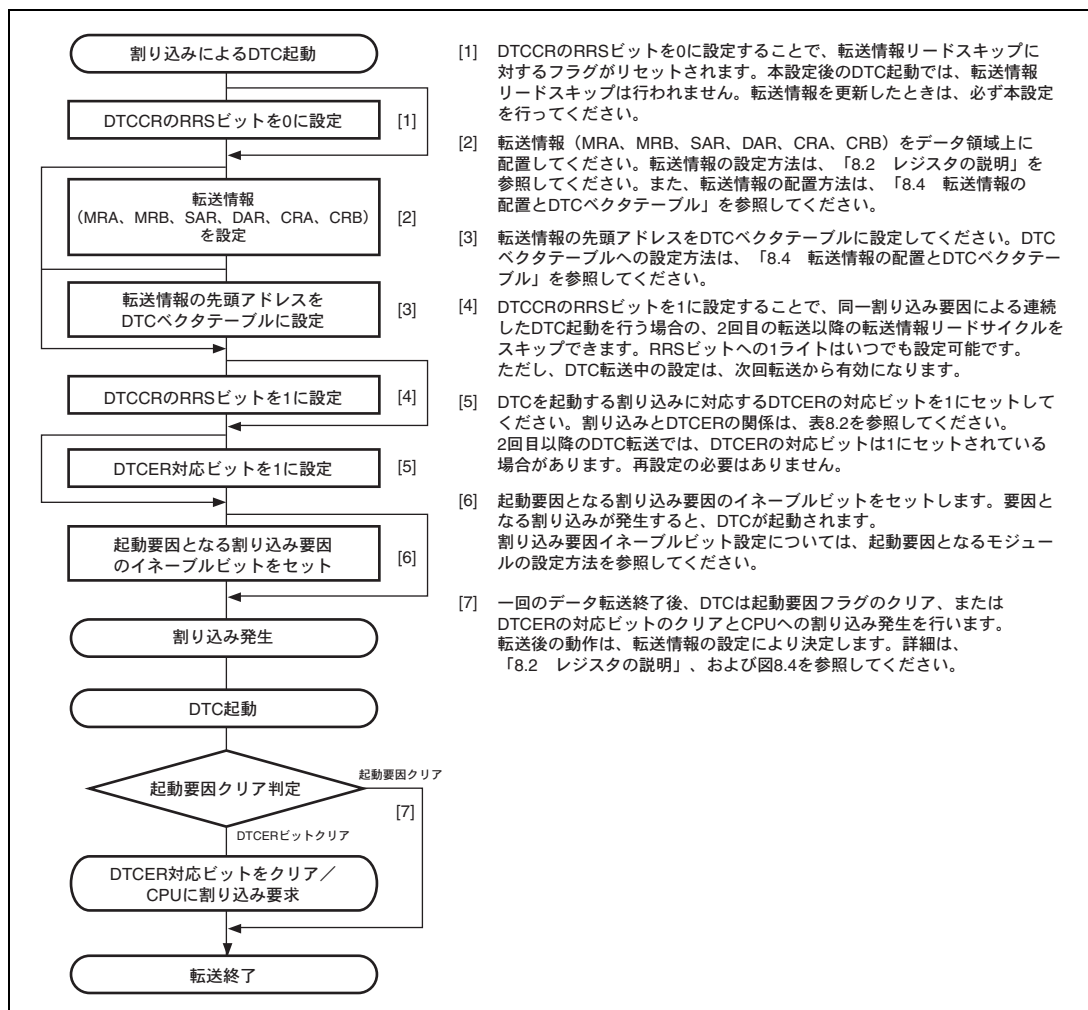 割り込みによるDTC起動
DTCCRのRRSビットを0に設定 [1]
転送情報
(MRA、MRB、SAR、DAR、CRA、CRB)
を設定
[2]
転送情報の先頭アドレスを
DTCベクタテーブルに設定
[3]
DTCCRのRRSビットを1に設定 [4]
DTCER対応ビットを1に設定 [5]
起動要因となる割り込み要因
のイネーブルビットをセット
[6]
割り込み発生
DTC起動
起動要因クリア判定
起動要因クリア
[7]
DTCERビットクリア
DTCER対応ビットをクリア/
CPUに割り込み要求
転送終了
[1] DTCCRのRRSビットを0に設定することで、転送情報リードスキップに
対するフラグがリセットされます。本設定後のDTC起動では、転送情報
リードスキップは行われません。転送情報を更新したときは、必ず本設定
を行ってください。
[2] 転送情報(MRA、MRB、SAR、DAR、CRA、CRB)をデータ領域上に
配置してください。転送情報の設定方法は、「8.2 レジスタの説明」を
参照してください。また、転送情報の配置方法は、「8.4 転送情報の
配置とDTCベクタテーブル」を参照してください。
[3] 転送情報の先頭アドレスをDTCベクタテーブルに設定してください。DTC
ベクタテーブルへの設定方法は、「8.4 転送情報の配置とDTCベクタテー
ブル」を参照してください。
[4] DTCCRのRRSビットを1に設定することで、同一割り込み要因による連続
したDTC起動を行う場合の、2回目の転送以降の転送情報リードサイクルを
スキップできます。RRSビットへの1ライトはいつでも設定可能です。
ただし、DTC転送中の設定は、次回転送から有効になります。
[5] DTCを起動する割り込みに対応するDTCERの対応ビットを1にセットして
ください。割り込みとDTCERの関係は、表8.2を参照してください。
2回目以降のDTC転送では、DTCERの対応ビットは1にセットされている
場合があります。再設定の必要はありません。
[6] 起動要因となる割り込み要因のイネーブルビットをセットします。要因と
なる割り込みが発生すると、DTCが起動されます。
割り込み要因イネーブルビット設定については、起動要因となるモジュー
ルの設定方法を参照してください。
[7] 一回のデータ転送終了後、DTCは起動要因フラグのクリア、または
DTCERの対応ビットのクリアとCPUへの割り込み発生を行います。
転送後の動作は、転送情報の設定により決定します。詳細は、
「8.2 レジスタの説明」、および図8.4を参照してください。